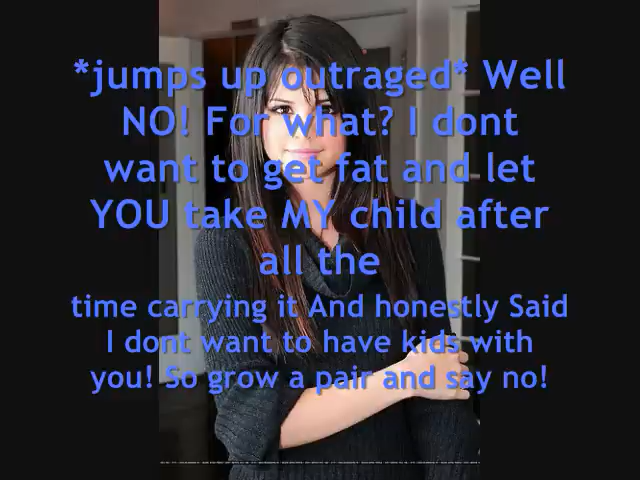 *jumps up outraged* Well
NO! For what? I dont
want to get fat and let
YOU take MY child after
all the
time carrying it And honestly Said
I dont want to have kids with
you! So grow a pair and say no!